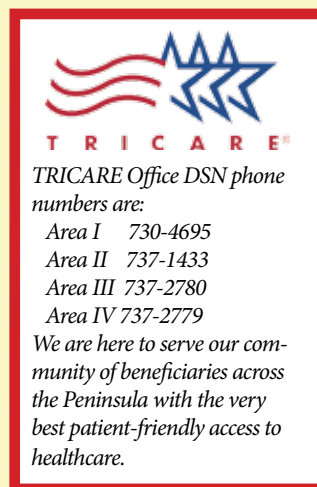 TRICARE®
TRICARE Office DSN phone
numbers are:
Area I 730-4695
Area II 737-1433
Area III 737-2780
Area IV 737-2779
We are here to serve our com-
munity of beneficiaries across
the Peninsula with the very
best patient-friendly access to
healthcare.